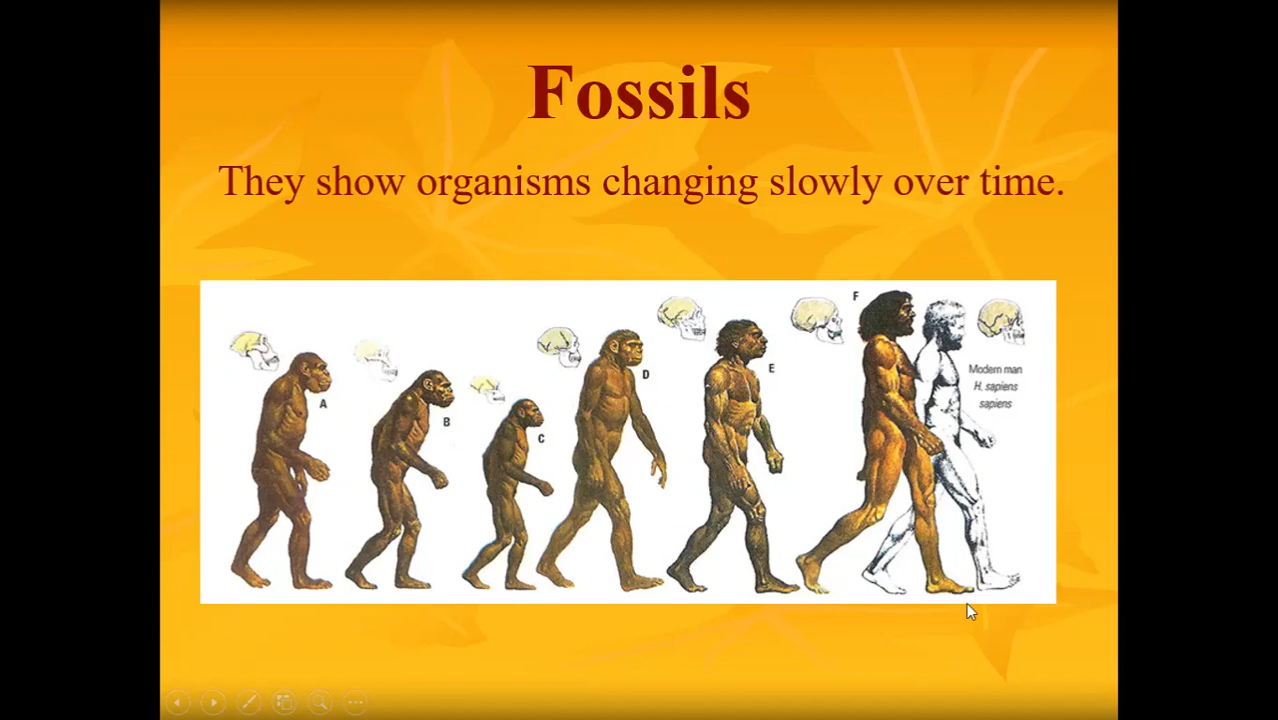 Fossils
They show organisms changing slowly over time.
A
B
C
D
E
F
Modern man
H. sapiens
sapiens